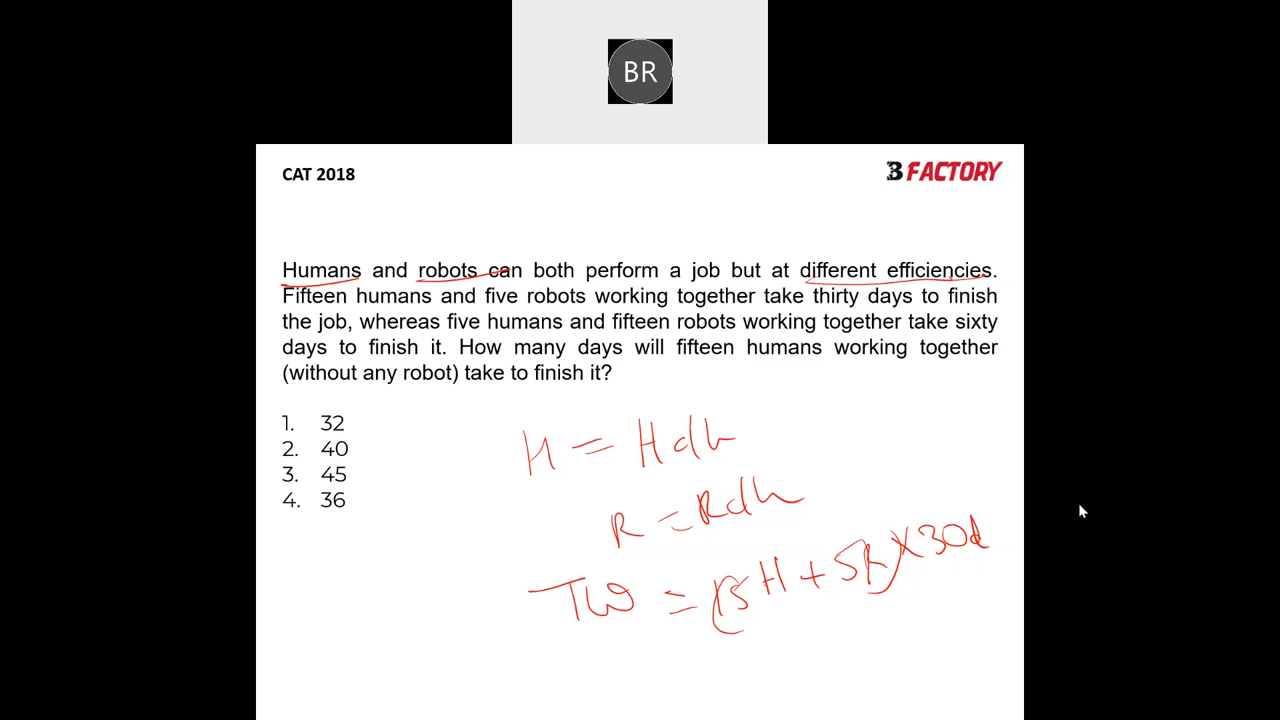 BR
CAT 2018
3 FACTORY
Humans and robots can both perform a job but at different efficiencies.
Fifteen humans and five robots working together take thirty days to finish
the job, whereas five humans and fifteen robots working together take sixty
days to finish it. How many days will fifteen humans working together
(without any robot) take to finish it?
1. 32
2. 40
3. 45
4. 36
H = Hdh
R = Rdh
TW = (15H + 5R) X 30d